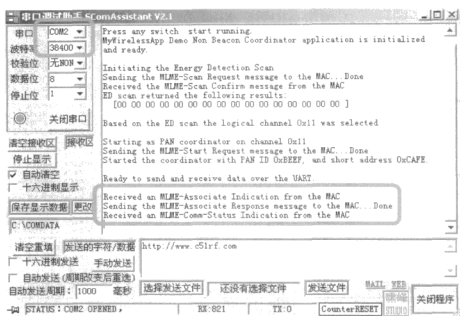 串口调试助手 SComAssistant V2.1
串口 COM2
波特率 38400
校验位 无NON
数据位 8
停止位 1
关闭串口
清空接收区 接收区
停止显示
自动清空
十六进制显示
保存显示数据 更改
C:\COMDATA
Press any switch start running.
MyWirelessApp Demo Non Beacon Coordinator application is initialized
and ready.
Initiating the Energy Detection Scan
Sending the MLME-Scan Request message to the MAC...Done
Received the MLME-Scan Confirm message from the MAC
ED scan returned the following results:
[00 00 00 00 00 00 00 00 00 00 00 00 00 00 00 00 ]
Based on the ED scan the logical channel 0x11 was selected
Starting as PAN coordinator on channel 0x11
Sending the MLME-Start Request message to the MAC...Done
Started the coordinator with PAN ID 0xBEEF, and short address 0xCAFE.
Ready to send and receive data over the UART.
Received an MLME-Associate Indication from the MAC
Sending the MLME-Associate Response message to the MAC...Done
Received an MLME-Comm-Status Indication from the MAC
清空重填 发送的字符/数据 http://www.c51rf.com
十六进制发送 手动发送
自动发送(周期改变后重选)
自动发送周期: 1000 毫秒 选择发送文件 还没有选择文件 发送文件 MAIL WEB
关闭程序
STATUS:COM2 OPENED, RX:821 TX:0 CounterRESET